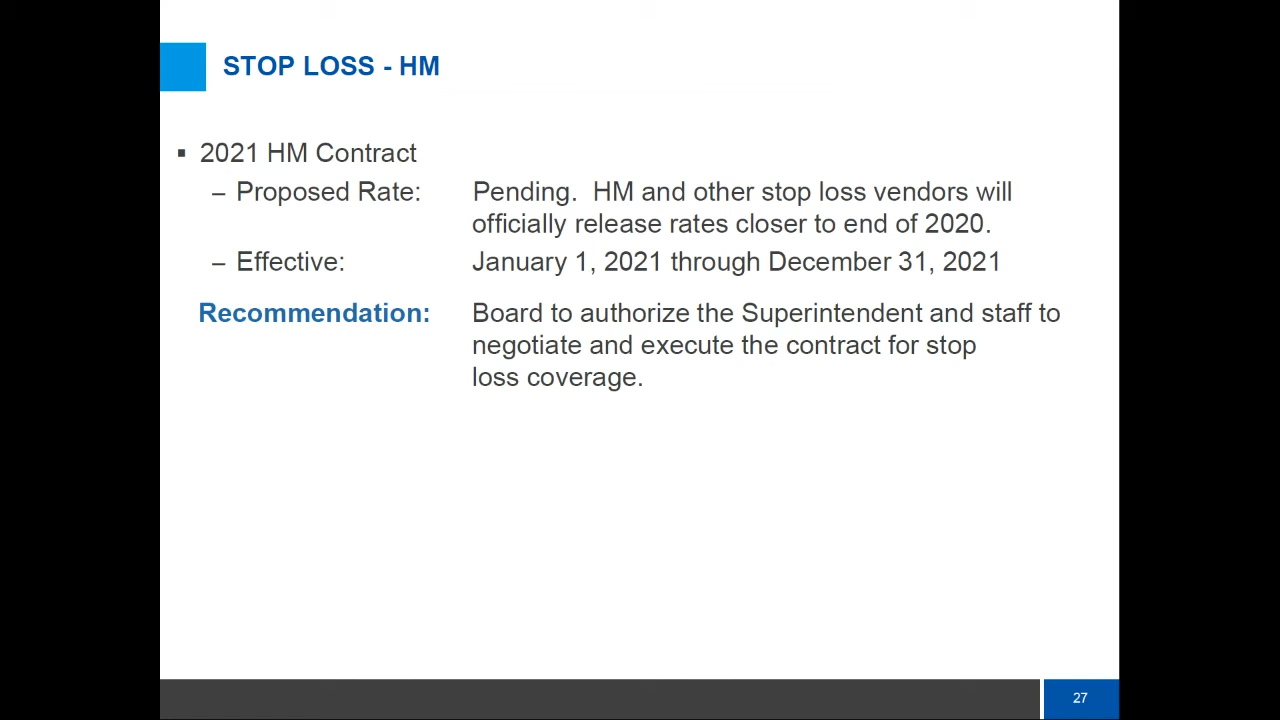 STOP LOSS - HM
▪ 2021 HM Contract
– Proposed Rate: Pending. HM and other stop loss vendors will
officially release rates closer to end of 2020.
– Effective: January 1, 2021 through December 31, 2021
Recommendation: Board to authorize the Superintendent and staff to
negotiate and execute the contract for stop
loss coverage.
27